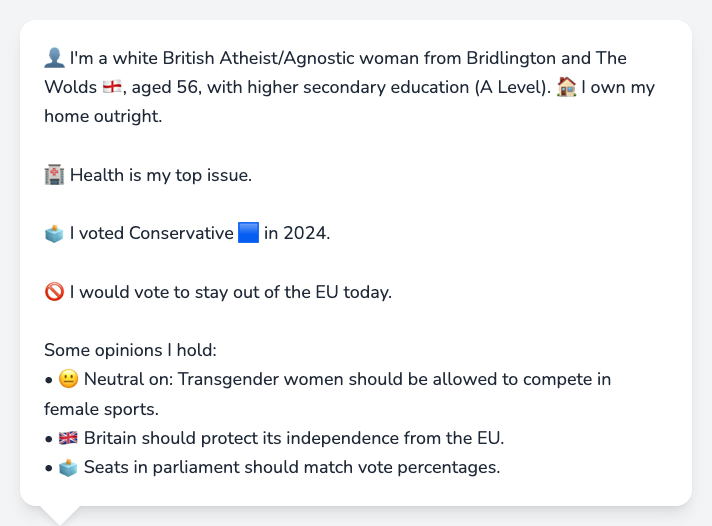 👤 I'm a white British Atheist/Agnostic woman from Bridlington and The
Wolds 🏴󠁧󠁢󠁥󠁮󠁧󠁿, aged 56, with higher secondary education (A Level). 🏠 I own my
home outright.
🏥 Health is my top issue.
🗳️ I voted Conservative 🟦 in 2024.
🚫 I would vote to stay out of the EU today.
Some opinions I hold:
• 😐 Neutral on: Transgender women should be allowed to compete in
female sports.
• 🇬🇧 Britain should protect its independence from the EU.
• 🗳️ Seats in parliament should match vote percentages.